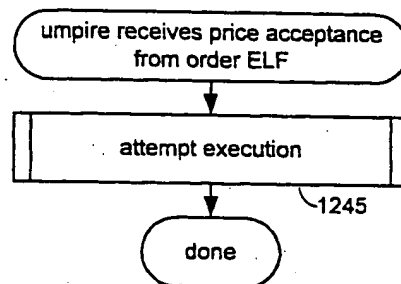 umpire receives price acceptance
from order ELF
attempt execution
1245
done